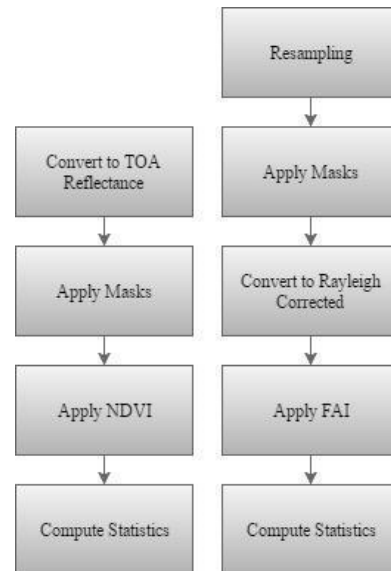 Convert to TOA
Reflectance
Apply Masks
Apply NDVI
Compute Statistics
Resampling
Apply Masks
Convert to Rayleigh
Corrected
Apply FAI
Compute Statistics